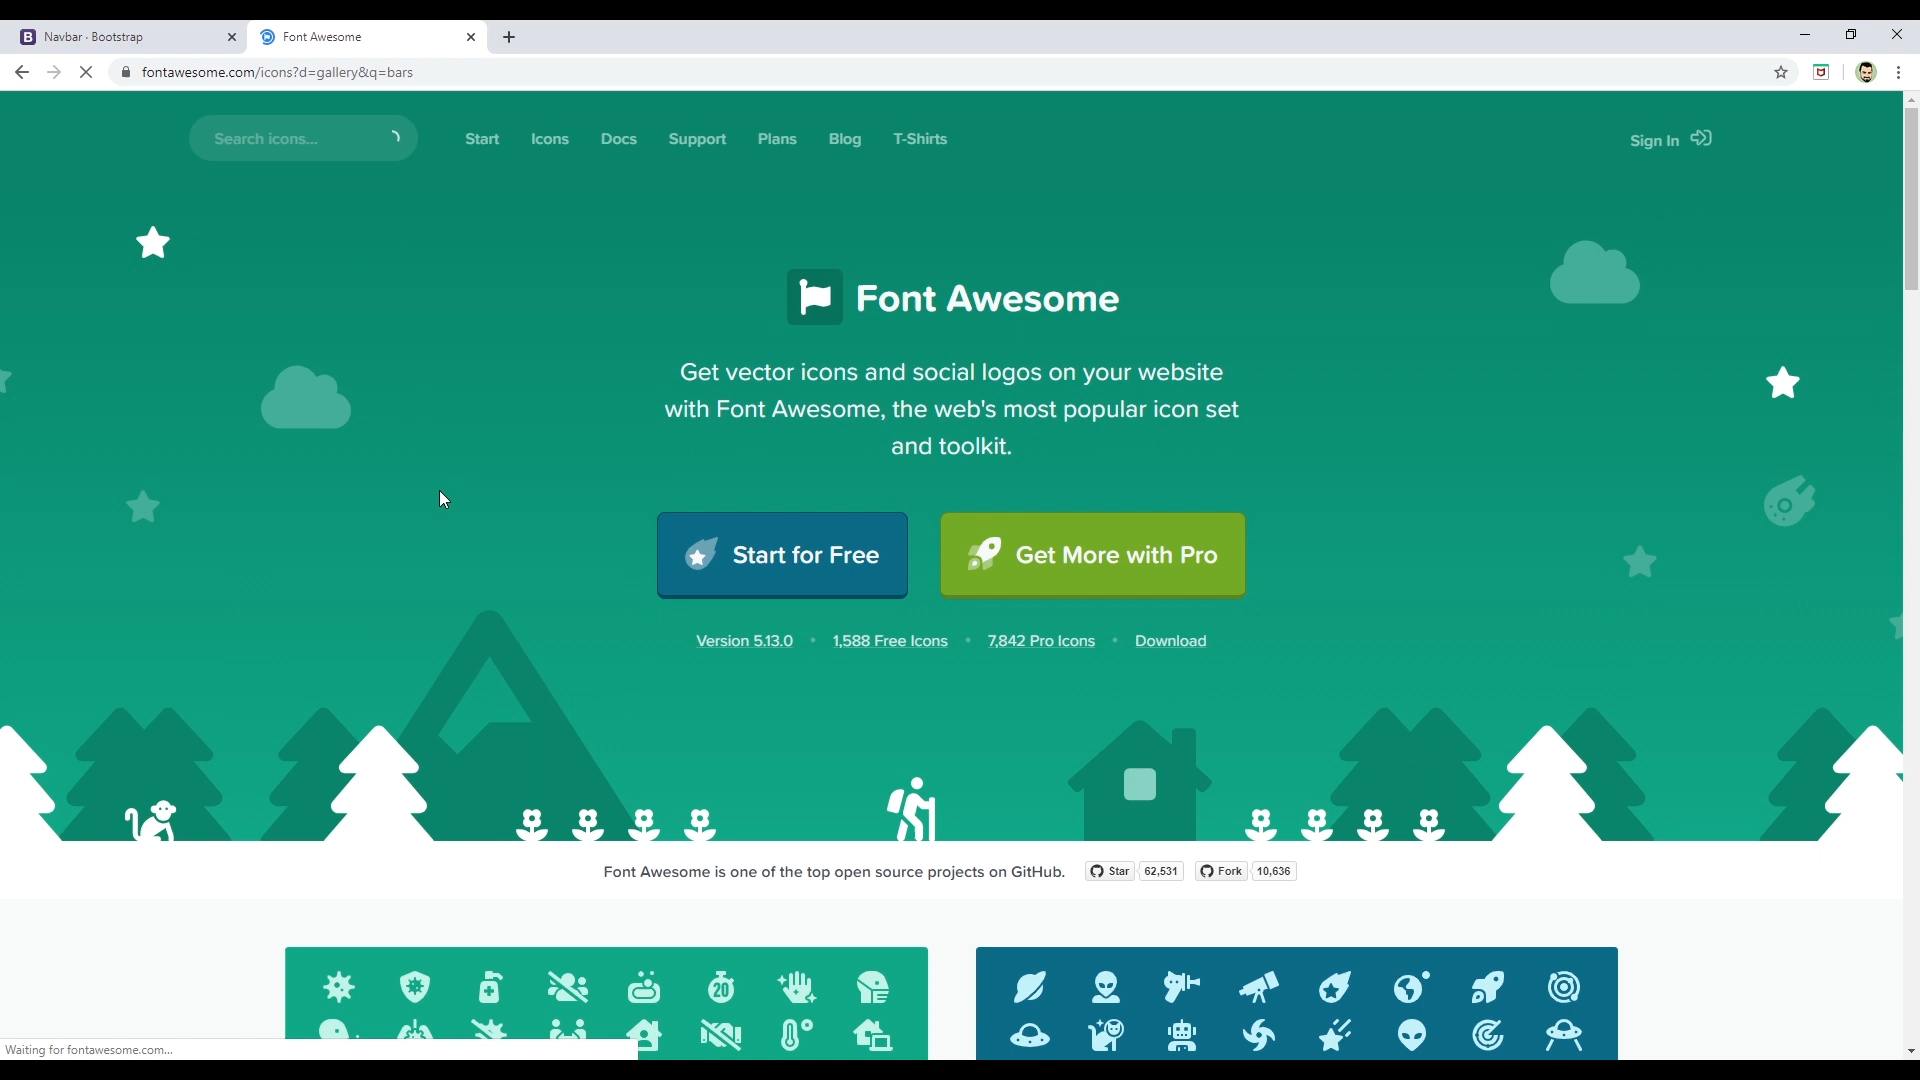 Navbar · Bootstrap
Font Awesome
fontawesome.com/icons?d=gallery&q=bars
Search icons...
Start
Icons
Docs
Support
Plans
Blog
T-Shirts
Sign In
Font Awesome
Get vector icons and social logos on your website
with Font Awesome, the web's most popular icon set
and toolkit.
Start for Free
Get More with Pro
Version 5.13.0 · 1,588 Free Icons · 7,842 Pro Icons · Download
Font Awesome is one of the top open source projects on GitHub.
Star 62,531
Fork 10,636
20
Waiting for fontawesome.com...